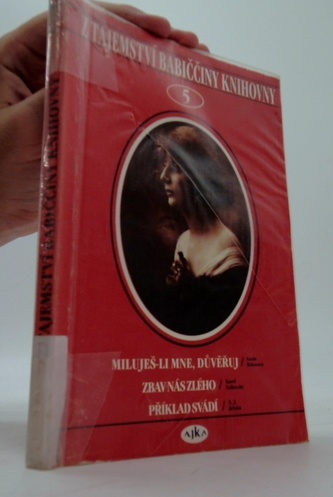 Z TAJEMSTVÍ BABIČČINY KNIHOVNY
5
MILUJEŠ-LI MNE, DŮVĚŘUJ /
ZBAV NÁS ZLÉHO /
PŘÍKLAD SVÁDÍ /
AJKA
TAJEMSTVÍ BABIČČINY KNIHOVNY